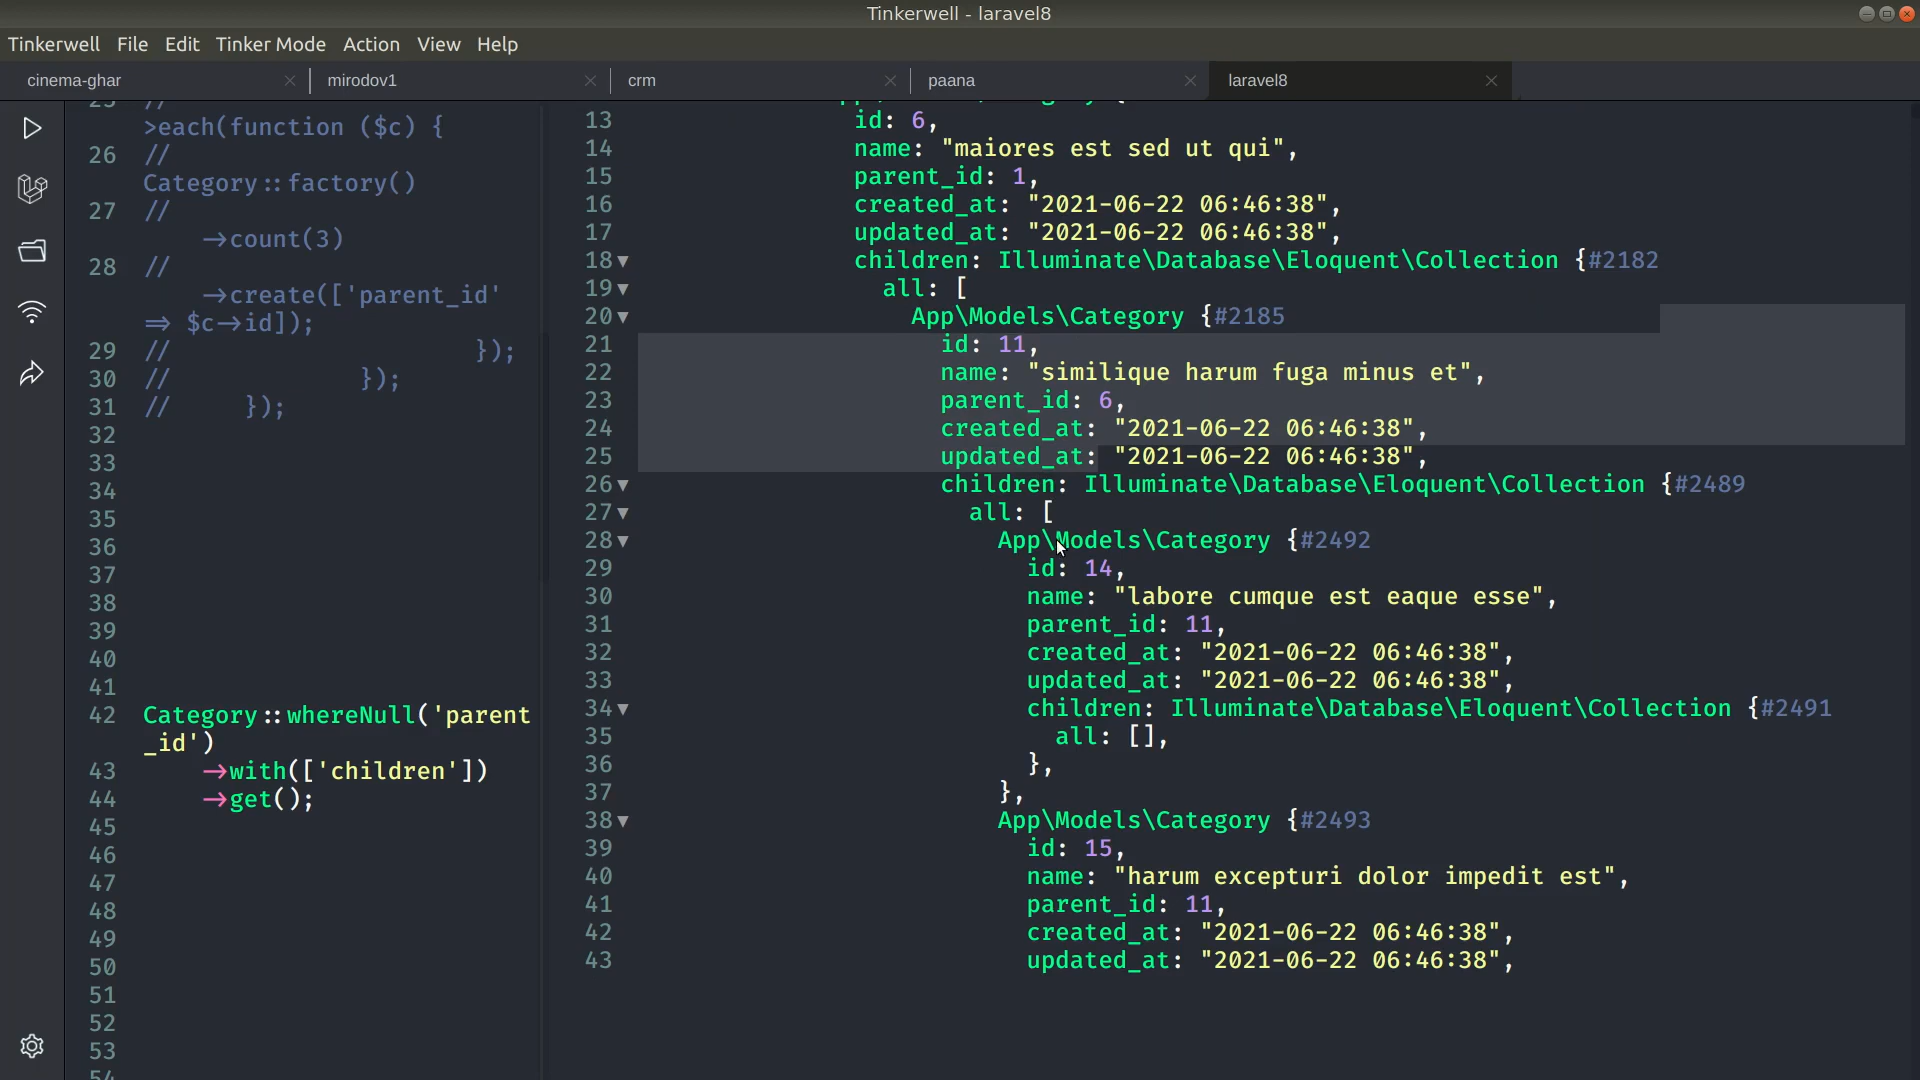 Tinkerwell - laravel8
Tinkerwell File Edit Tinker Mode Action View Help
cinema-ghar
mirodov1
crm
paana
laravel8
25 //
>each(function ($c) {
26 //
Category::factory()
27 //
->count(3)
28 //
->create(['parent_id'
=> $c->id]);
29 // });
30 // });
31 // });
32
33
34
35
36
37
38
39
40
41
42 Category::whereNull('parent
_id')
43 ->with(['children'])
44 ->get();
45
46
47
48
49
50
51
52
53
54
13 id: 6,
14 name: "maiores est sed ut qui",
15 parent_id: 1,
16 created_at: "2021-06-22 06:46:38",
17 updated_at: "2021-06-22 06:46:38",
18 children: Illuminate\Database\Eloquent\Collection {#2182
19 all: [
20 App\Models\Category {#2185
21 id: 11,
22 name: "similique harum fuga minus et",
23 parent_id: 6,
24 created_at: "2021-06-22 06:46:38",
25 updated_at: "2021-06-22 06:46:38",
26 children: Illuminate\Database\Eloquent\Collection {#2489
27 all: [
28 App\Models\Category {#2492
29 id: 14,
30 name: "labore cumque est eaque esse",
31 parent_id: 11,
32 created_at: "2021-06-22 06:46:38",
33 updated_at: "2021-06-22 06:46:38",
34 children: Illuminate\Database\Eloquent\Collection {#2491
35 all: [],
36 },
37 },
38 App\Models\Category {#2493
39 id: 15,
40 name: "harum excepturi dolor impedit est",
41 parent_id: 11,
42 created_at: "2021-06-22 06:46:38",
43 updated_at: "2021-06-22 06:46:38",